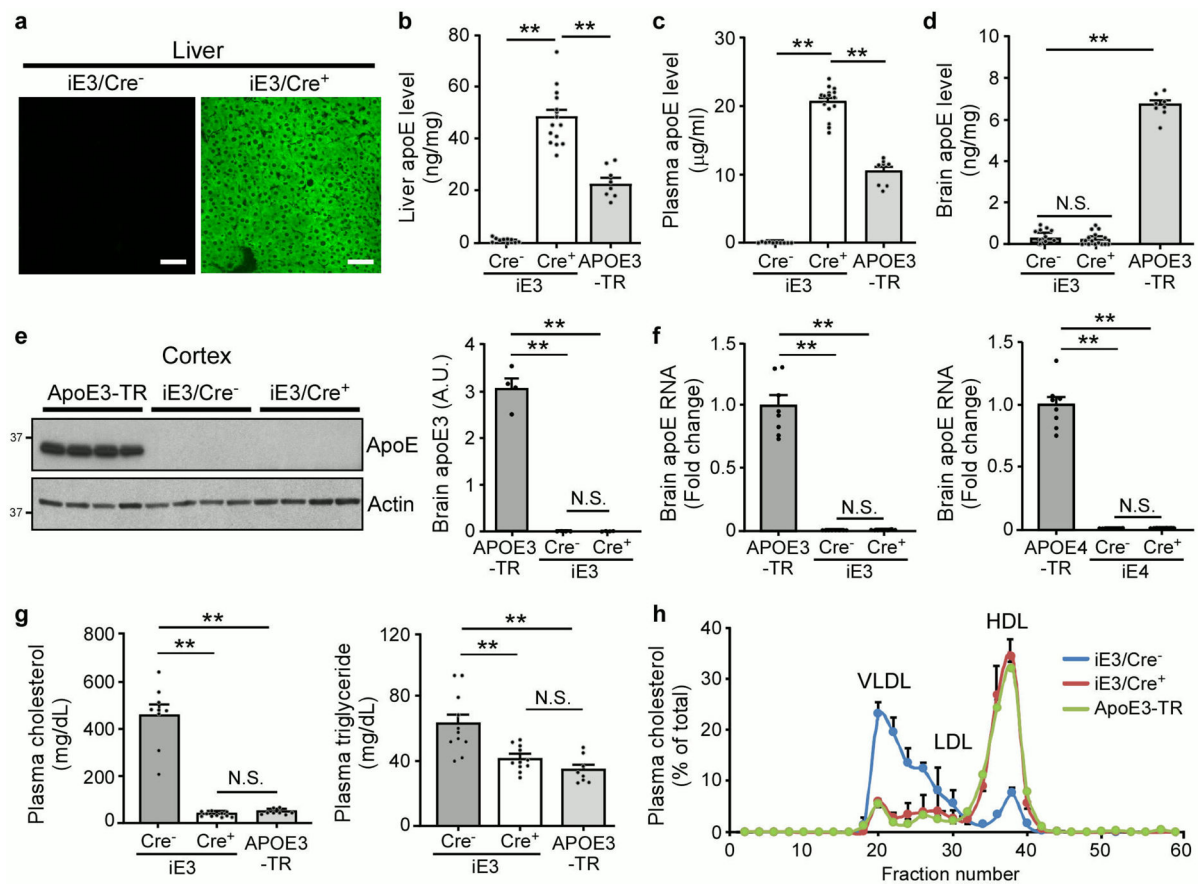 a
Liver
iE3/Cre⁻ iE3/Cre⁺
b
Liver apoE level
(ng/mg)
80
60
40
20
0
** **
Cre⁻ Cre⁺ APOE3
-TR
iE3
c
Plasma apoE level
(μg/ml)
30
20
10
0
** **
Cre⁻ Cre⁺ APOE3
-TR
iE3
d
Brain apoE level
(ng/mg)
9
6
3
0
**
N.S.
Cre⁻ Cre⁺ APOE3
-TR
iE3
e
Cortex
ApoE3-TR iE3/Cre⁻ iE3/Cre⁺
37
ApoE
37
Actin
Brain apoE3 (A.U.)
5
4
3
2
1
0
**
**
N.S.
APOE3
-TR
Cre⁻ Cre⁺
iE3
f
Brain apoE RNA
(Fold change)
1.5
1.0
0.5
0
**
**
N.S.
APOE3
-TR
Cre⁻ Cre⁺
iE3
Brain apoE RNA
(Fold change)
1.5
1.0
0.5
0
**
**
N.S.
APOE4
-TR
Cre⁻ Cre⁺
iE4
g
Plasma cholesterol
(mg/dL)
800
600
400
200
0
**
**
N.S.
Cre⁻ Cre⁺ APOE3
-TR
iE3
Plasma triglyceride
(mg/dL)
120
80
40
0
**
**
N.S.
Cre⁻ Cre⁺ APOE3
-TR
iE3
h
Plasma cholesterol
(% of total)
40
30
20
10
0
VLDL
LDL
HDL
iE3/Cre⁻
iE3/Cre⁺
ApoE3-TR
0 10 20 30 40 50 60
Fraction number